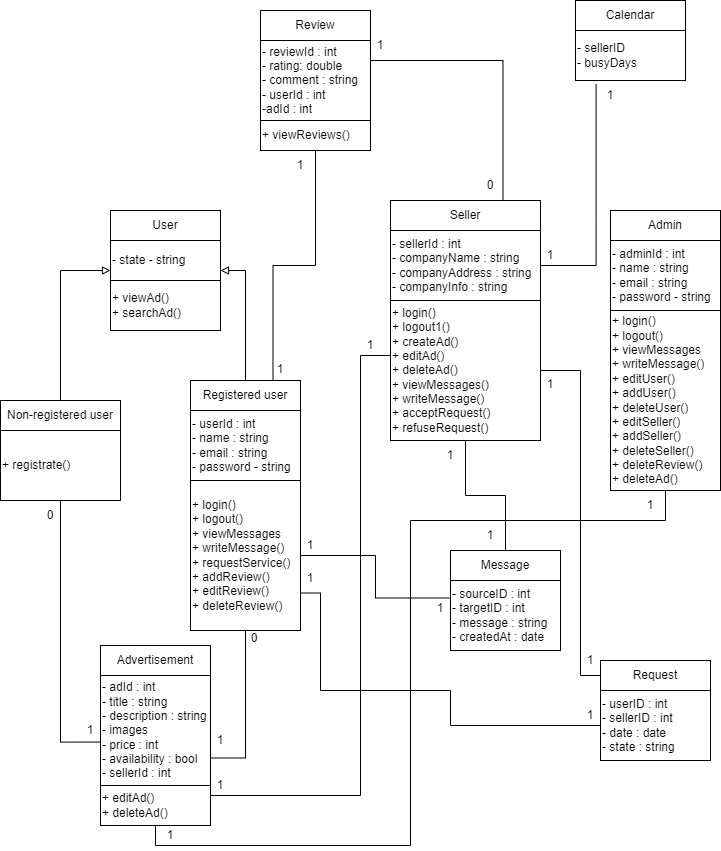 Review
- reviewId : int
- rating: double
- comment : string
- userId : int
-adId : int
+ viewReviews()
1
1
0
Calendar
- sellerID
- busyDays
1
User
- state - string
+ viewAd()
+ searchAd()
Seller
- sellerId : int
- companyName : string
- companyAddress : string
- companyInfo : string
+ login()
+ logout1()
+ createAd()
+ editAd()
+ deleteAd()
+ viewMessages()
+ writeMessage()
+ acceptRequest()
+ refuseRequest()
1
1
1
1
Admin
- adminId : int
- name : string
- email : string
- password - string
+ login()
+ logout()
+ viewMessages
+ writeMessage()
+ editUser()
+ addUser()
+ deleteUser()
+ editSeller()
+ addSeller()
+ deleteSeller()
+ deleteReview()
+ deleteAd()
1
Non-registered user
+ registrate()
0
1
Registered user
- userId : int
- name : string
- email : string
- password - string
+ login()
+ logout()
+ viewMessages
+ writeMessage()
+ requestService()
+ addReview()
+ editReview()
+ deleteReview()
1
1
0
1
Message
- sourceID : int
- targetID : int
- message : string
- createdAt : date
1
Advertisement
- adId : int
- title : string
- description : string
- images
- price : int
- availability : bool
- sellerId : int
+ editAd()
+ deleteAd()
1
1
1
1
1
Request
- userID : int
- sellerID : int
- date : date
- state : string
1